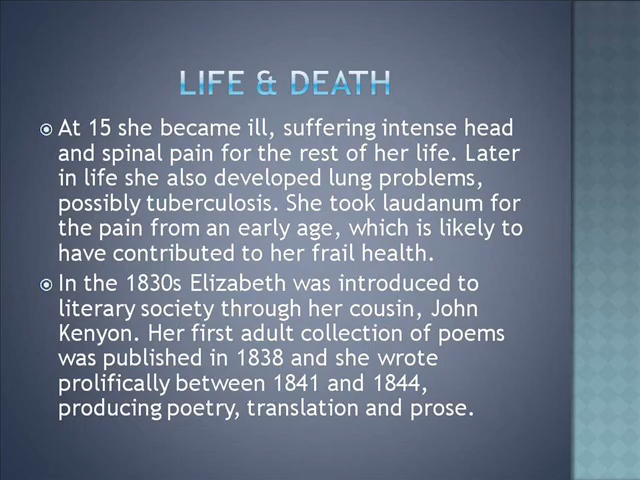 LIFE & DEATH
At 15 she became ill, suffering intense head
and spinal pain for the rest of her life. Later
in life she also developed lung problems,
possibly tuberculosis. She took laudanum for
the pain from an early age, which is likely to
have contributed to her frail health.
In the 1830s Elizabeth was introduced to
literary society through her cousin, John
Kenyon. Her first adult collection of poems
was published in 1838 and she wrote
prolifically between 1841 and 1844,
producing poetry, translation and prose.